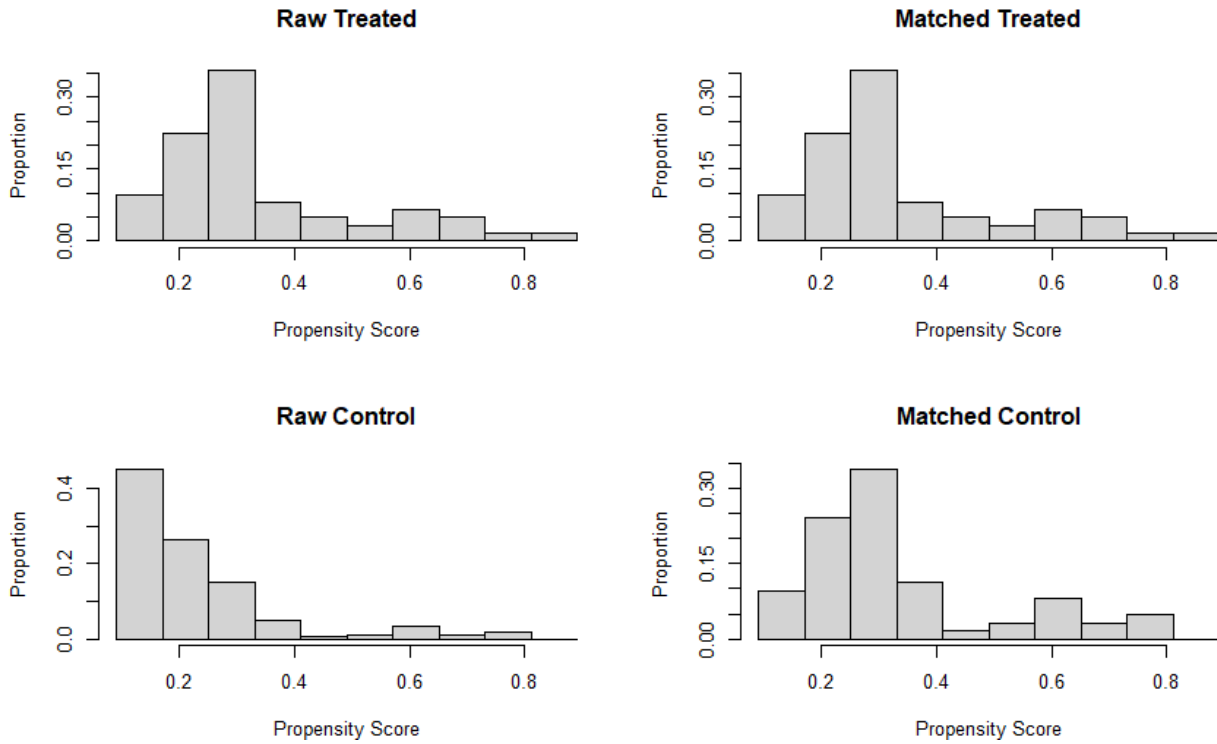 Raw Treated
Proportion
0.00 0.15 0.30
0.2 0.4 0.6 0.8
Propensity Score
Matched Treated
Proportion
0.00 0.15 0.30
0.2 0.4 0.6 0.8
Propensity Score
Raw Control
Proportion
0.0 0.2 0.4
0.2 0.4 0.6 0.8
Propensity Score
Matched Control
Proportion
0.00 0.15 0.30
0.2 0.4 0.6 0.8
Propensity Score